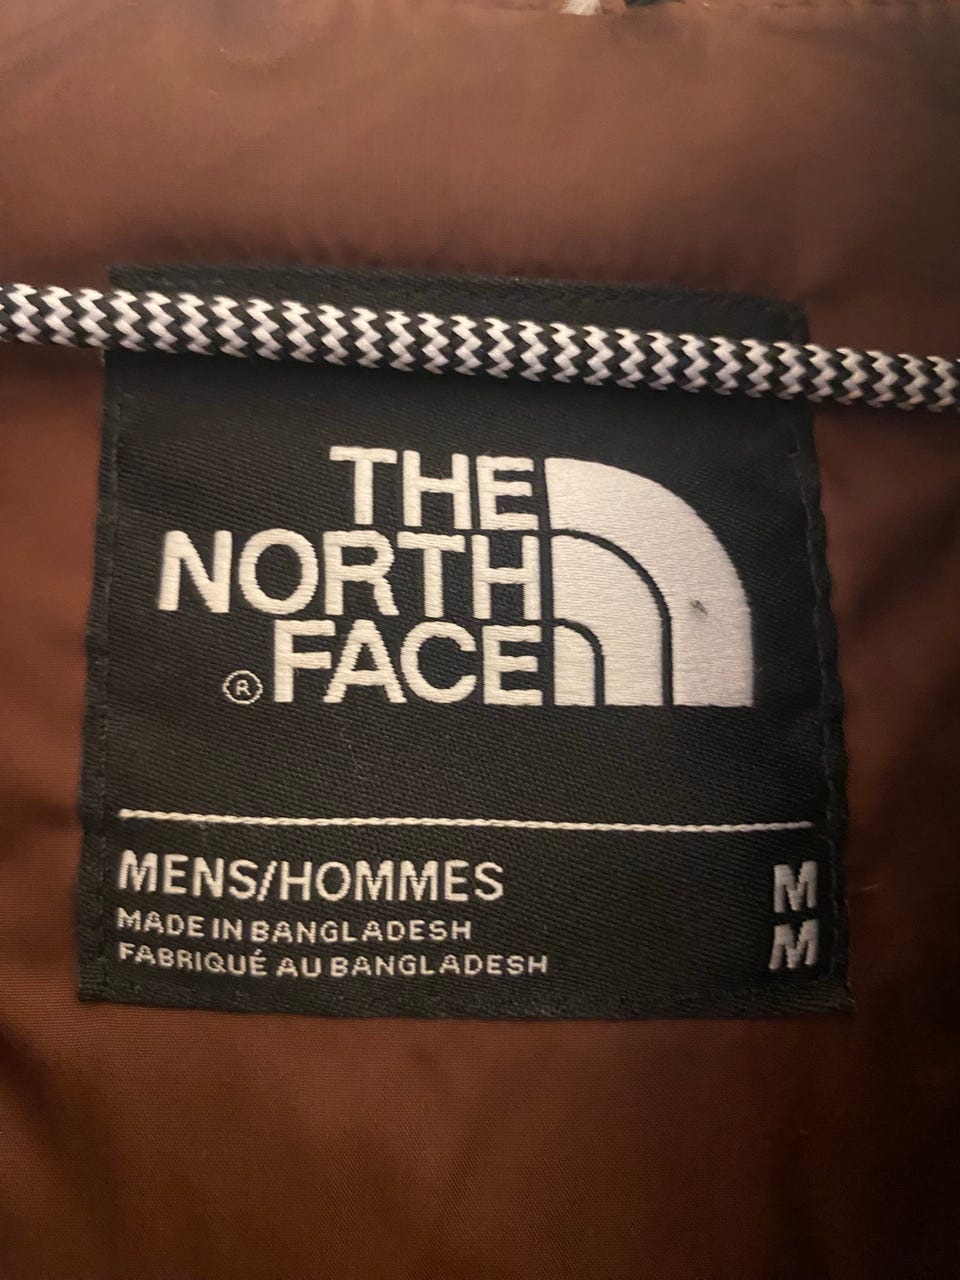 THE
NORTH
FACE
®
MENS/HOMMES M
MADE IN BANGLADESH M
FABRIQUÉ AU BANGLADESH